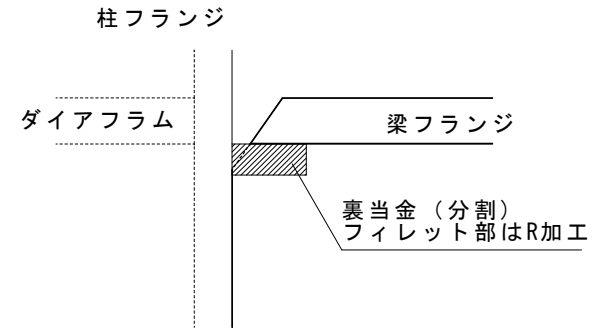 柱フランジ
ダイアフラム
梁フランジ
裏当金（分割）
フィレット部はR加工